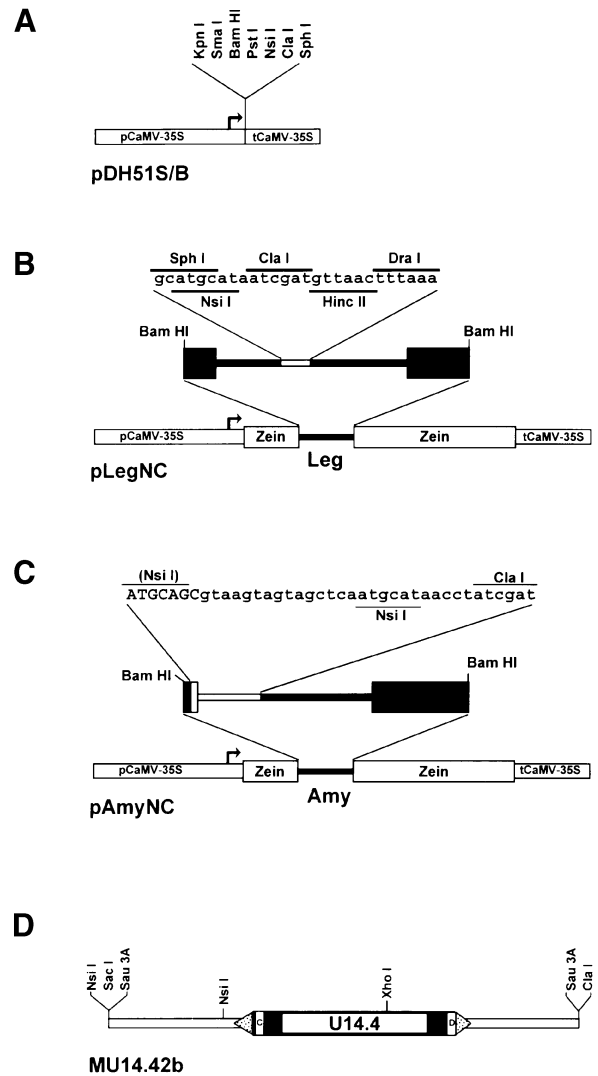 A
Kpn I
Sma I
Bam HI
Pst I
Nsi I
Cla I
Sph I
pCaMV-35S
tCaMV-35S
pDH51S/B
B
Sph I
Cla I
Dra I
gcatgcataatcgatgttaactttaaa
Nsi I
Hinc II
Bam HI
Bam HI
pCaMV-35S
Zein
Zein
tCaMV-35S
Leg
pLegNC
C
(Nsi I)
Cla I
ATGCAGCgtaagtagtagctcaatgcataacctatcgat
Nsi I
Bam HI
Bam HI
pCaMV-35S
Zein
Zein
tCaMV-35S
Amy
pAmyNC
D
Nsi I
Sac I
Sau 3A
Nsi I
Xho I
Sau 3A
Cla I
C
U14.4
D
MU14.42b